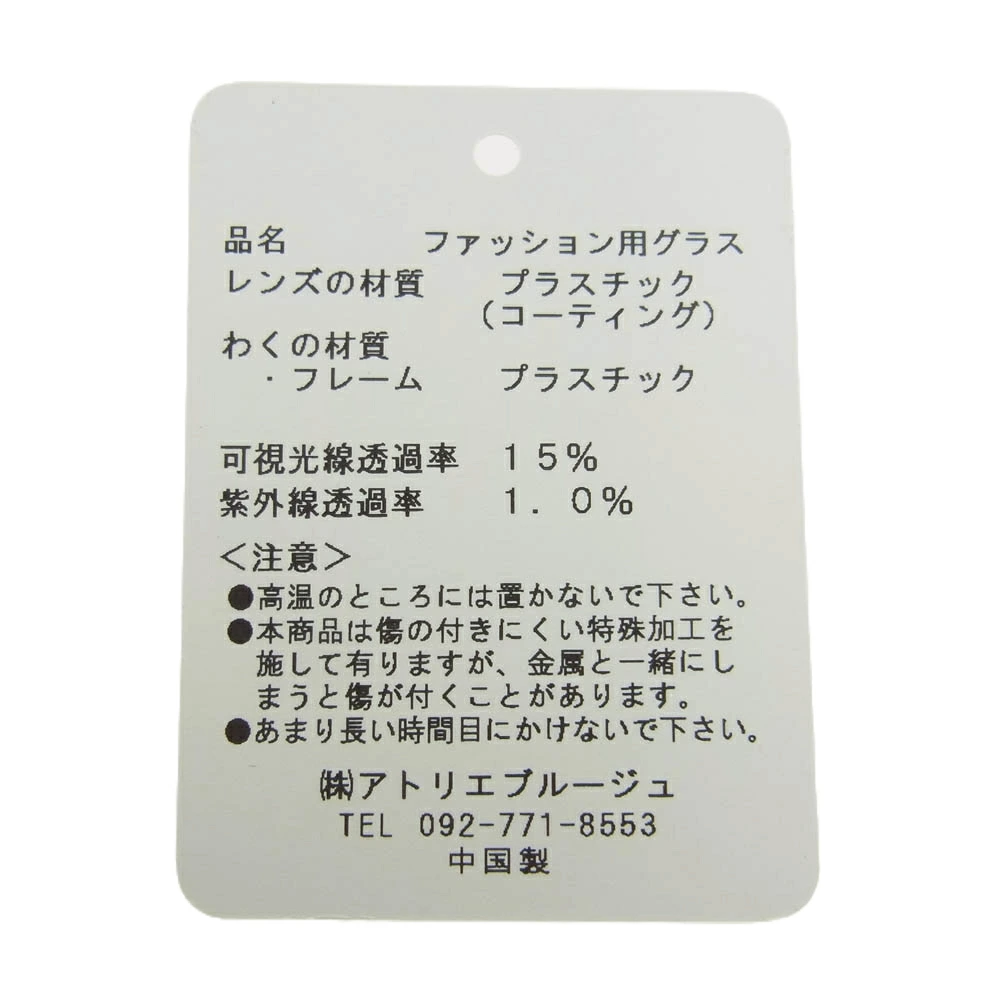 品名 ファッション用グラス
レンズの材質 プラスチック
(コーティング)
わくの材質
・フレーム プラスチック
可視光線透過率 15%
紫外線透過率 1.0%
<注意>
●高温のところには置かないで下さい。
●本商品は傷の付きにくい特殊加工を
施して有りますが、金属と一緒にし
まうと傷が付くことがあります。
●あまり長い時間目にかけないで下さい。
㈱アトリエブルージュ
TEL 092-771-8553
中国製